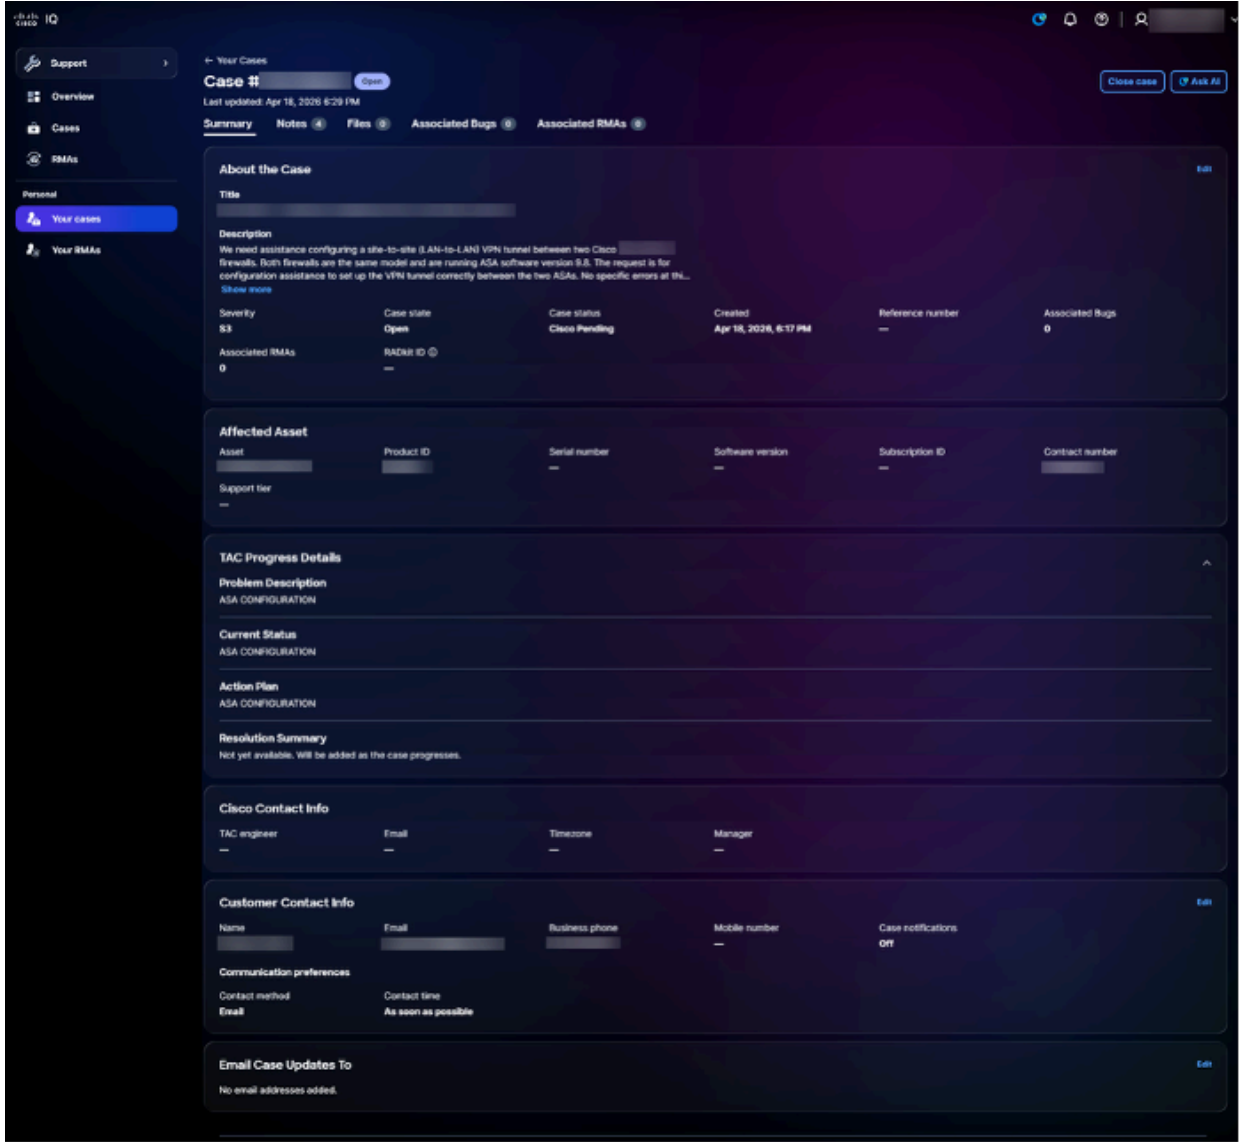 cisco IQ
Support
Overview
Cases
RMAs
Personal
Your cases
Your RMAs
← Your Cases
Case # Open
Close case
Ask AI
Last updated: Apr 18, 2026 6:29 PM
Summary Notes 4 Files 0 Associated Bugs 0 Associated RMAs 0
About the Case
Edit
Title
Description
We need assistance configuring a site-to-site (LAN-to-LAN) VPN tunnel between two Cisco
firewalls. Both firewalls are the same model and are running ASA software version 9.8. The request is for
configuration assistance to set up the VPN tunnel correctly between the two ASAs. No specific errors at thi...
Show more
Severity Case state Case status Created Reference number Associated Bugs
S3 Open Cisco Pending Apr 18, 2026, 6:17 PM — 0
Associated RMAs RADkit ID
0 —
Affected Asset
Asset Product ID Serial number Software version Subscription ID Contract number
— — —
Support tier
—
TAC Progress Details
Problem Description
ASA CONFIGURATION
Current Status
ASA CONFIGURATION
Action Plan
ASA CONFIGURATION
Resolution Summary
Not yet available. Will be added as the case progresses.
Cisco Contact Info
TAC engineer Email Timezone Manager
— — — —
Customer Contact Info
Edit
Name Email Business phone Mobile number Case notifications
— Off
Communication preferences
Contact method Contact time
Email As soon as possible
Email Case Updates To
Edit
No email addresses added.